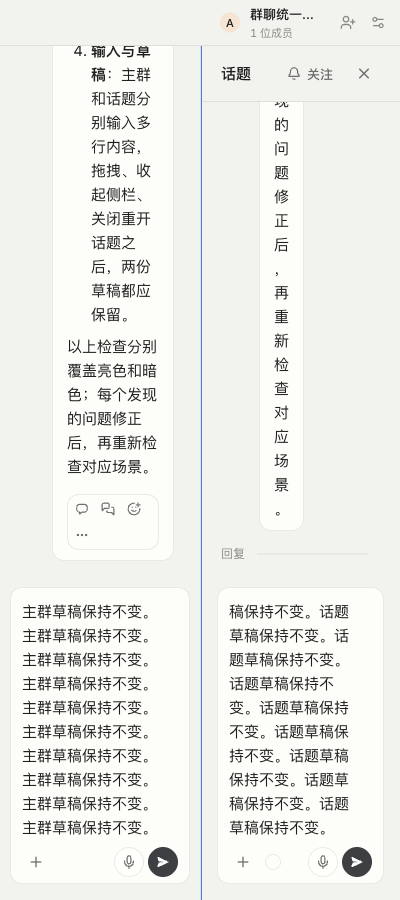 A
群聊统一…
1 位成员
4. 输入与草
稿：主群
和话题分
别输入多
行内容，
拖拽、收
起侧栏、
关闭重开
话题之
后，两份
草稿都应
保留。
以上检查分别
覆盖亮色和暗
色；每个发现
的问题修正
后，再重新检
查对应场景。
主群草稿保持不变。
主群草稿保持不变。
主群草稿保持不变。
主群草稿保持不变。
主群草稿保持不变。
主群草稿保持不变。
主群草稿保持不变。
主群草稿保持不变。
主群草稿保持不变。
主群草稿保持不变。
话题
关注
现
的
问
题
修
正
后
，
再
重
新
检
查
对
应
场
景
。
回复
稿保持不变。话题
草稿保持不变。话
题草稿保持不变。
话题草稿保持不
变。话题草稿保持
不变。话题草稿保
持不变。话题草稿
保持不变。话题草
稿保持不变。话题
草稿保持不变。